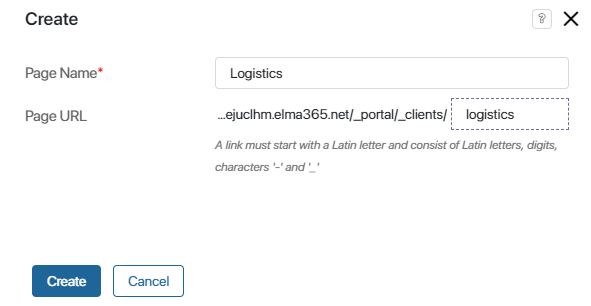 Create
?
Page Name*
Logistics
Page URL
...ejuclhm.elma365.net/_portal/_clients/ logistics
A link must start with a Latin letter and consist of Latin letters, digits,
characters '-' and '_'
Create
Cancel